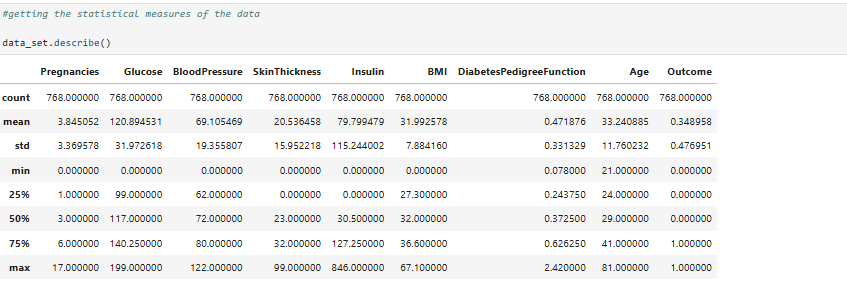 #getting the statistical measures of the data
data_set.describe()
Pregnancies Glucose BloodPressure SkinThickness Insulin BMI DiabetesPedigreeFunction Age Outcome
count 768.000000 768.000000 768.000000 768.000000 768.000000 768.000000 768.000000 768.000000 768.000000
mean 3.845052 120.894531 69.105469 20.536458 79.799479 31.992578 0.471876 33.240885 0.348958
std 3.369578 31.972618 19.355807 15.952218 115.244002 7.884160 0.331329 11.760232 0.476951
min 0.000000 0.000000 0.000000 0.000000 0.000000 0.000000 0.078000 21.000000 0.000000
25% 1.000000 99.000000 62.000000 0.000000 0.000000 27.300000 0.243750 24.000000 0.000000
50% 3.000000 117.000000 72.000000 23.000000 30.500000 32.000000 0.372500 29.000000 0.000000
75% 6.000000 140.250000 80.000000 32.000000 127.250000 36.600000 0.626250 41.000000 1.000000
max 17.000000 199.000000 122.000000 99.000000 846.000000 67.100000 2.420000 81.000000 1.000000